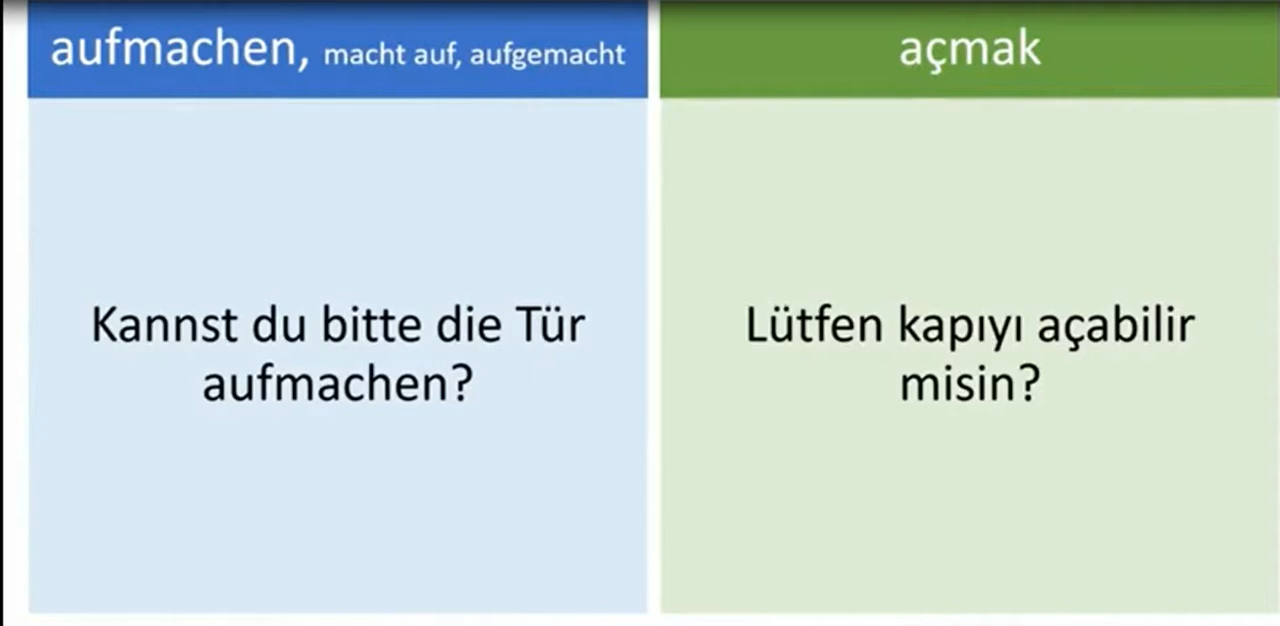 aufmachen, macht auf, aufgemacht
Kannst du bitte die Tür
aufmachen?
açmak
Lütfen kapıyı açabilir
misin?